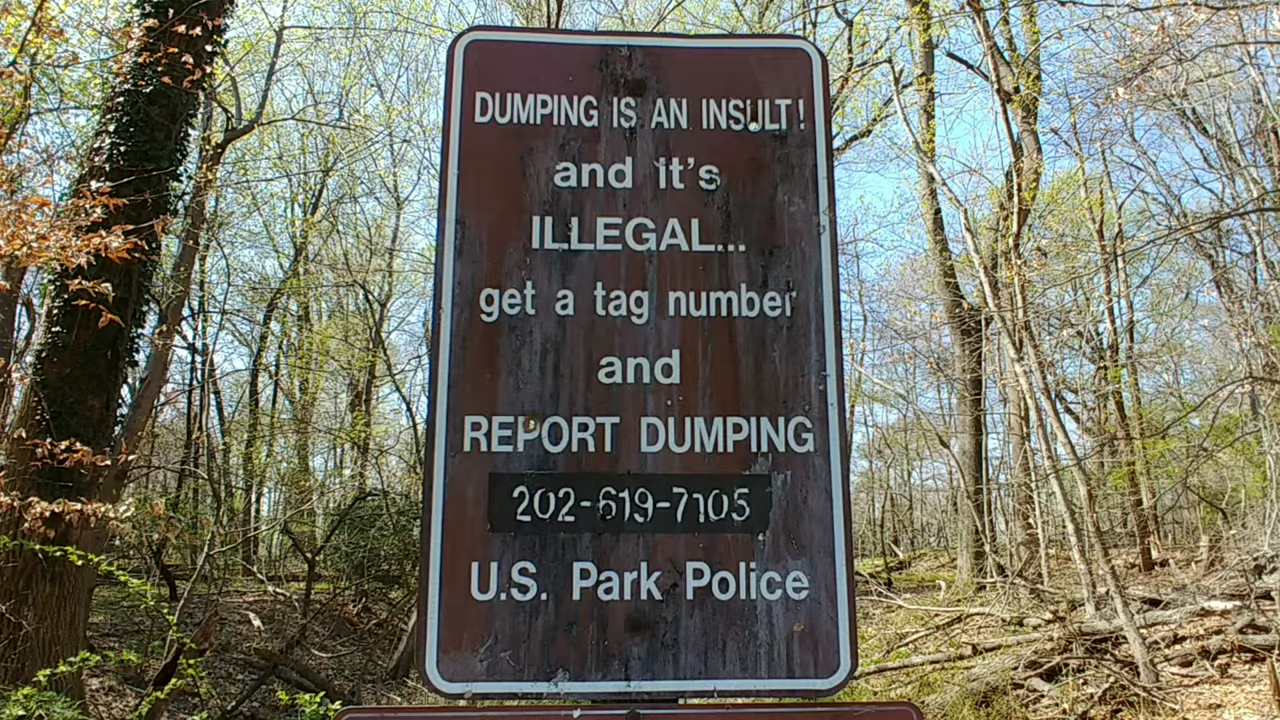 DUMPING IS AN INSULT!
and it's
ILLEGAL...
get a tag number
and
REPORT DUMPING
202-619-7105
U.S. Park Police